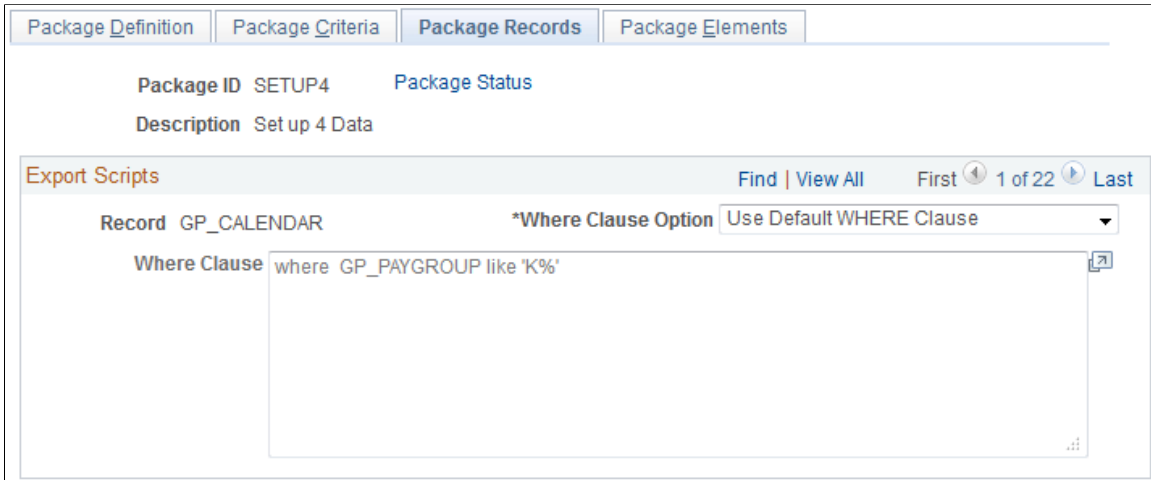 Package Definition Package Criteria Package Records Package Elements
Package ID SETUP4 Package Status
Description Set up 4 Data
Export Scripts Find | View All First 1 of 22 Last
Record GP_CALENDAR *Where Clause Option Use Default WHERE Clause
Where Clause where GP_PAYGROUP like 'K%'